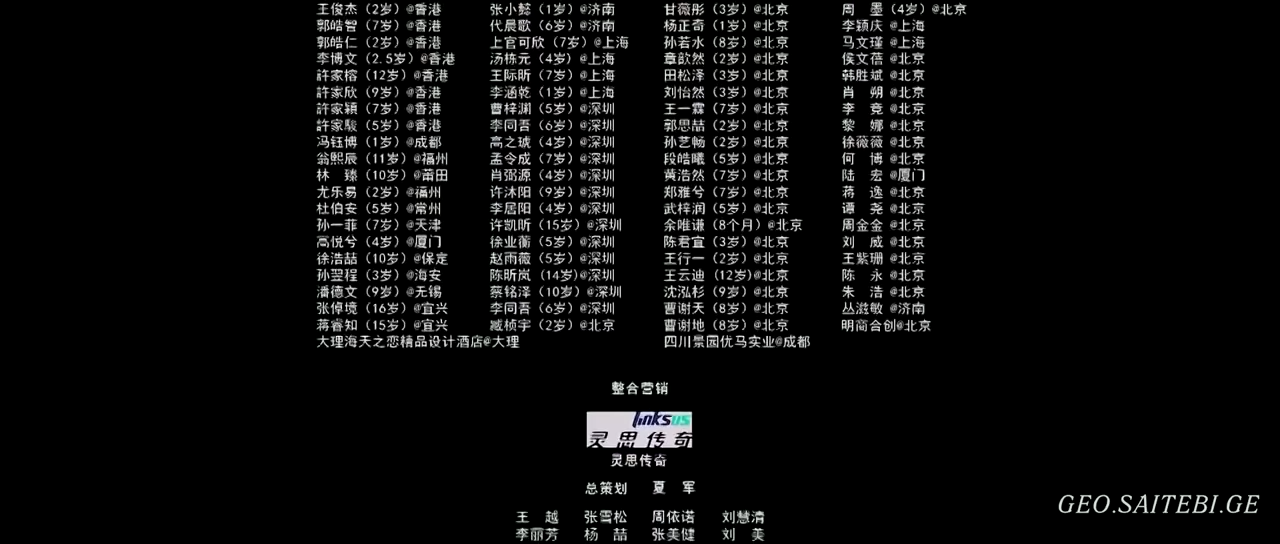 王俊杰（2岁）@香港 张小懿（1岁）@济南 甘薇彤（3岁）@北京 周　墨（4岁）@北京
郭皓智（7岁）@香港 代晨歌（6岁）@济南 杨正奇（1岁）@北京 李颖庆 @上海
郭皓仁（2岁）@香港 上官可欣（7岁）@上海 孙若水（8岁）@北京 马文瑾 @上海
李博文（2.5岁）@香港 汤栋元（4岁）@上海 章歆然（2岁）@北京 侯文蓓 @北京
許家榕（12岁）@香港 王际昕（7岁）@上海 田松泽（3岁）@北京 韩胜斌 @北京
許家欣（9岁）@香港 李涵乾（1岁）@上海 刘怡然（3岁）@北京 肖　朔 @北京
許家穎（7岁）@香港 曹梓渊（5岁）@深圳 王一霖（7岁）@北京 李　竞 @北京
許家駿（5岁）@香港 李同吾（6岁）@深圳 郭思喆（2岁）@北京 黎　娜 @北京
冯钰博（1岁）@成都 高之琥（4岁）@深圳 孙艺畅（2岁）@北京 徐薇薇 @北京
翁熙辰（11岁）@福州 孟令成（7岁）@深圳 段皓曦（5岁）@北京 何　博 @北京
林　臻（10岁）@莆田 肖弼源（4岁）@深圳 黄浩然（7岁）@北京 陆　宏 @厦门
尤乐易（2岁）@福州 许沐阳（9岁）@深圳 郑雅兮（7岁）@北京 蒋　逸 @北京
杜伯安（5岁）@常州 李居阳（4岁）@深圳 武梓润（5岁）@北京 谭　尧 @北京
孙一菲（7岁）@天津 许凯昕（15岁）@深圳 余唯谦（8个月）@北京 周金金 @北京
高悦兮（4岁）@厦门 徐业蘅（5岁）@深圳 陈君宜（3岁）@北京 刘　威 @北京
徐浩喆（10岁）@保定 赵雨薇（5岁）@深圳 王行一（2岁）@北京 王紫珊 @北京
孙翌程（3岁）@海安 陈昕岚（14岁)@深圳 王云迪（12岁)@北京 陈　永 @北京
潘德文（9岁）@无锡 蔡铭泽（10岁）@深圳 沈泓杉（9岁）@北京 朱　浩 @北京
张倬境（16岁）@宜兴 李同吾（6岁）@深圳 曹谢天（8岁）@北京 丛滋敏 @济南
蒋睿知（15岁）@宜兴 臧桢宇（2岁）@北京 曹谢地（8岁）@北京 明商合创@北京
大理海天之恋精品设计酒店@大理 四川景园优马实业@成都
整合营销
linksus
灵思传奇
灵思传奇
总策划　夏　军
王　越 张雪松 周依诺 刘慧清
李丽芳 杨　喆 张美健 刘　美
GEO.SAITEBI.GE